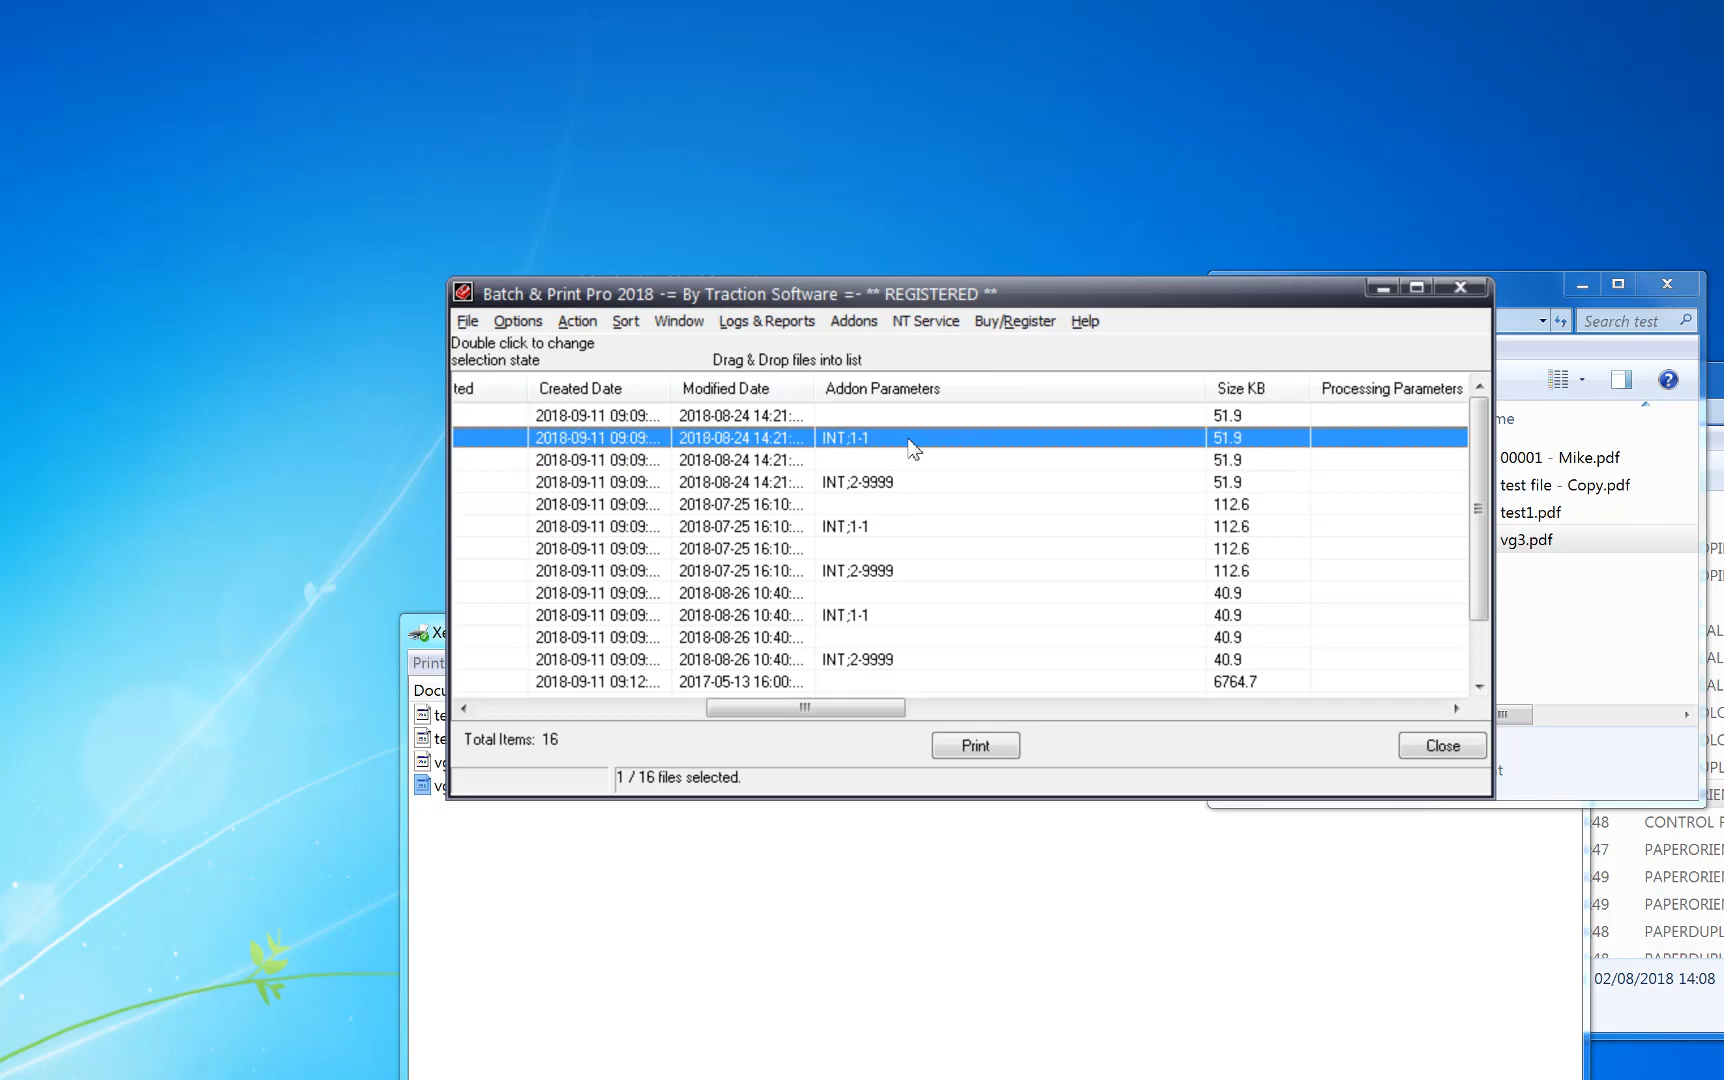 Batch & Print Pro 2018 -= By Traction Software =- ** REGISTERED **
File Options Action Sort Window Logs & Reports Addons NT Service Buy/Register Help
Double click to change
selection state
Drag & Drop files into list
ted Created Date Modified Date Addon Parameters Size KB Processing Parameters
2018-09-11 09:09:... 2018-08-24 14:21:... 51.9
2018-09-11 09:09:... 2018-08-24 14:21:... INT;1-1 51.9
2018-09-11 09:09:... 2018-08-24 14:21:... 51.9
2018-09-11 09:09:... 2018-08-24 14:21:... INT;2-9999 51.9
2018-09-11 09:09:... 2018-07-25 16:10:... 112.6
2018-09-11 09:09:... 2018-07-25 16:10:... INT;1-1 112.6
2018-09-11 09:09:... 2018-07-25 16:10:... 112.6
2018-09-11 09:09:... 2018-07-25 16:10:... INT;2-9999 112.6
2018-09-11 09:09:... 2018-08-26 10:40:... 40.9
2018-09-11 09:09:... 2018-08-26 10:40:... INT;1-1 40.9
2018-09-11 09:09:... 2018-08-26 10:40:... 40.9
2018-09-11 09:09:... 2018-08-26 10:40:... INT;2-9999 40.9
2018-09-11 09:12:... 2017-05-13 16:00:... 6764.7
Total Items: 16
Print
Close
1 / 16 files selected.
Search test
me
00001 - Mike.pdf
test file - Copy.pdf
test1.pdf
vg3.pdf
Xe
Print
Docu
te
te
vg
vg
48 CONTROL P
47 PAPERORIEN
49 PAPERORIEN
49 PAPERORIEN
48 PAPERDUPL
02/08/2018 14:08